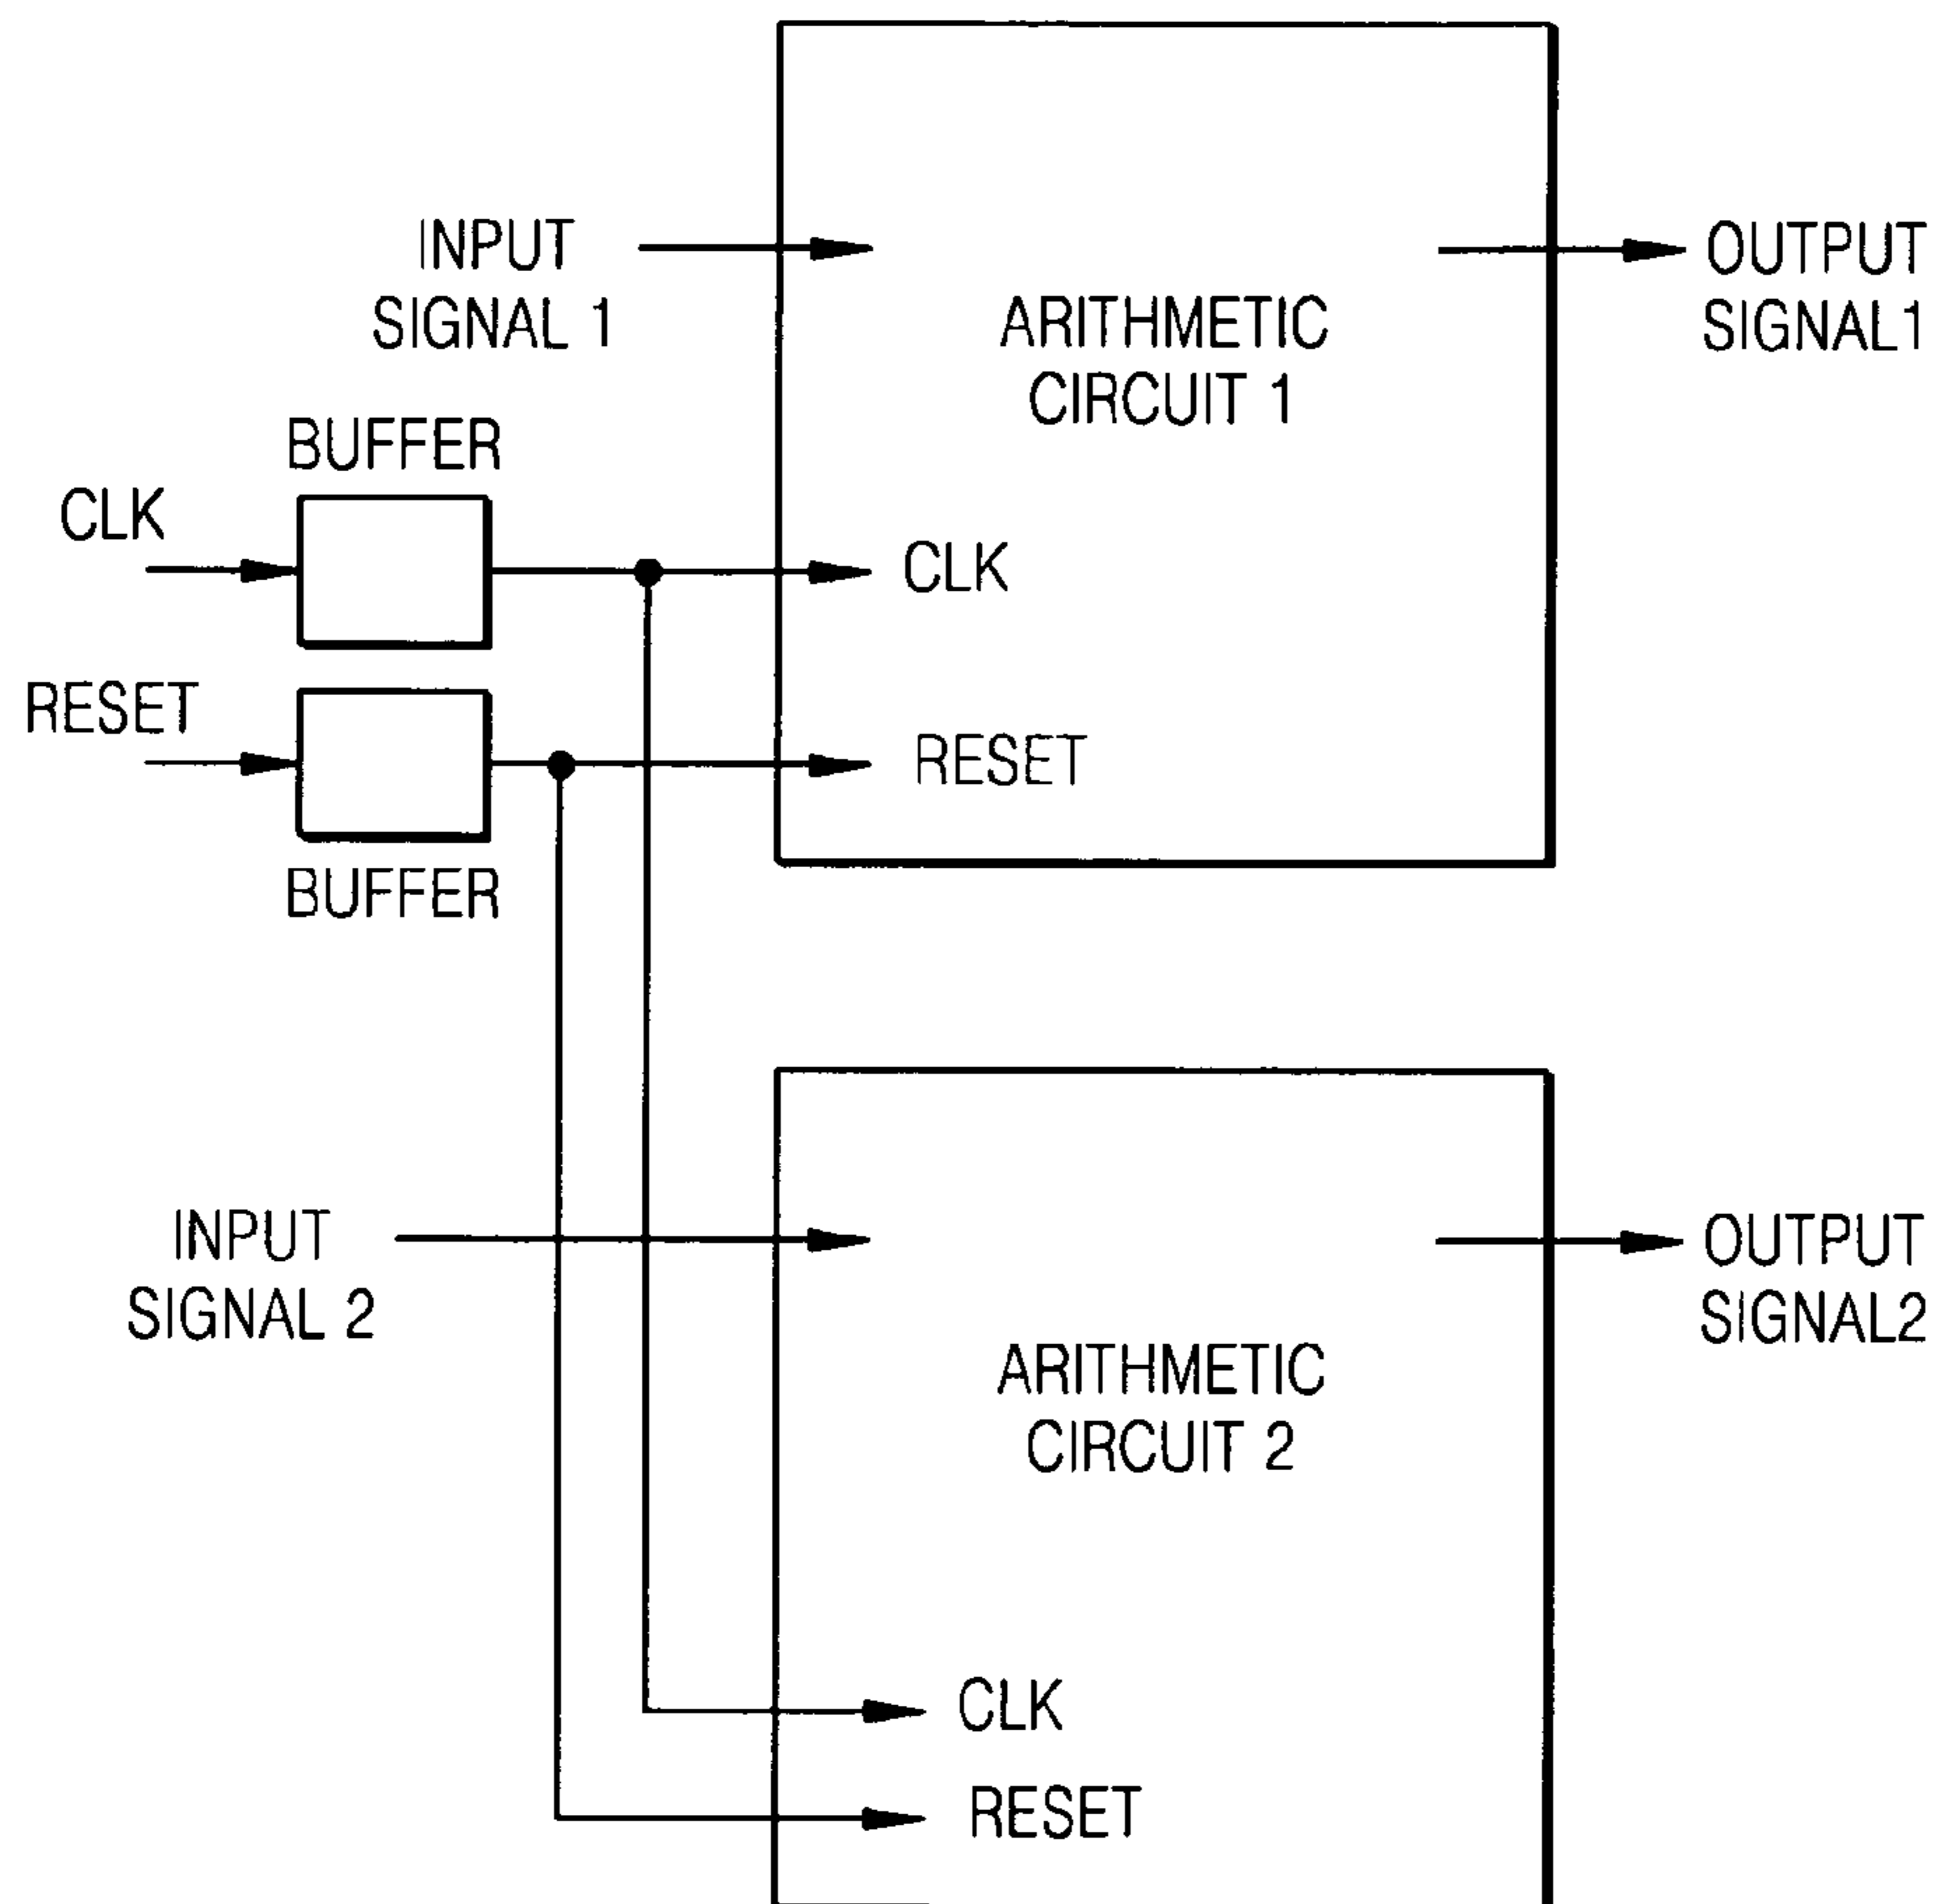 INPUT
SIGNAL 1
ARITHMETIC
CIRCUIT 1
OUTPUT
SIGNAL1
BUFFER
CLK
CLK
RESET
RESET
BUFFER
INPUT
SIGNAL 2
ARITHMETIC
CIRCUIT 2
OUTPUT
SIGNAL2
CLK
RESET